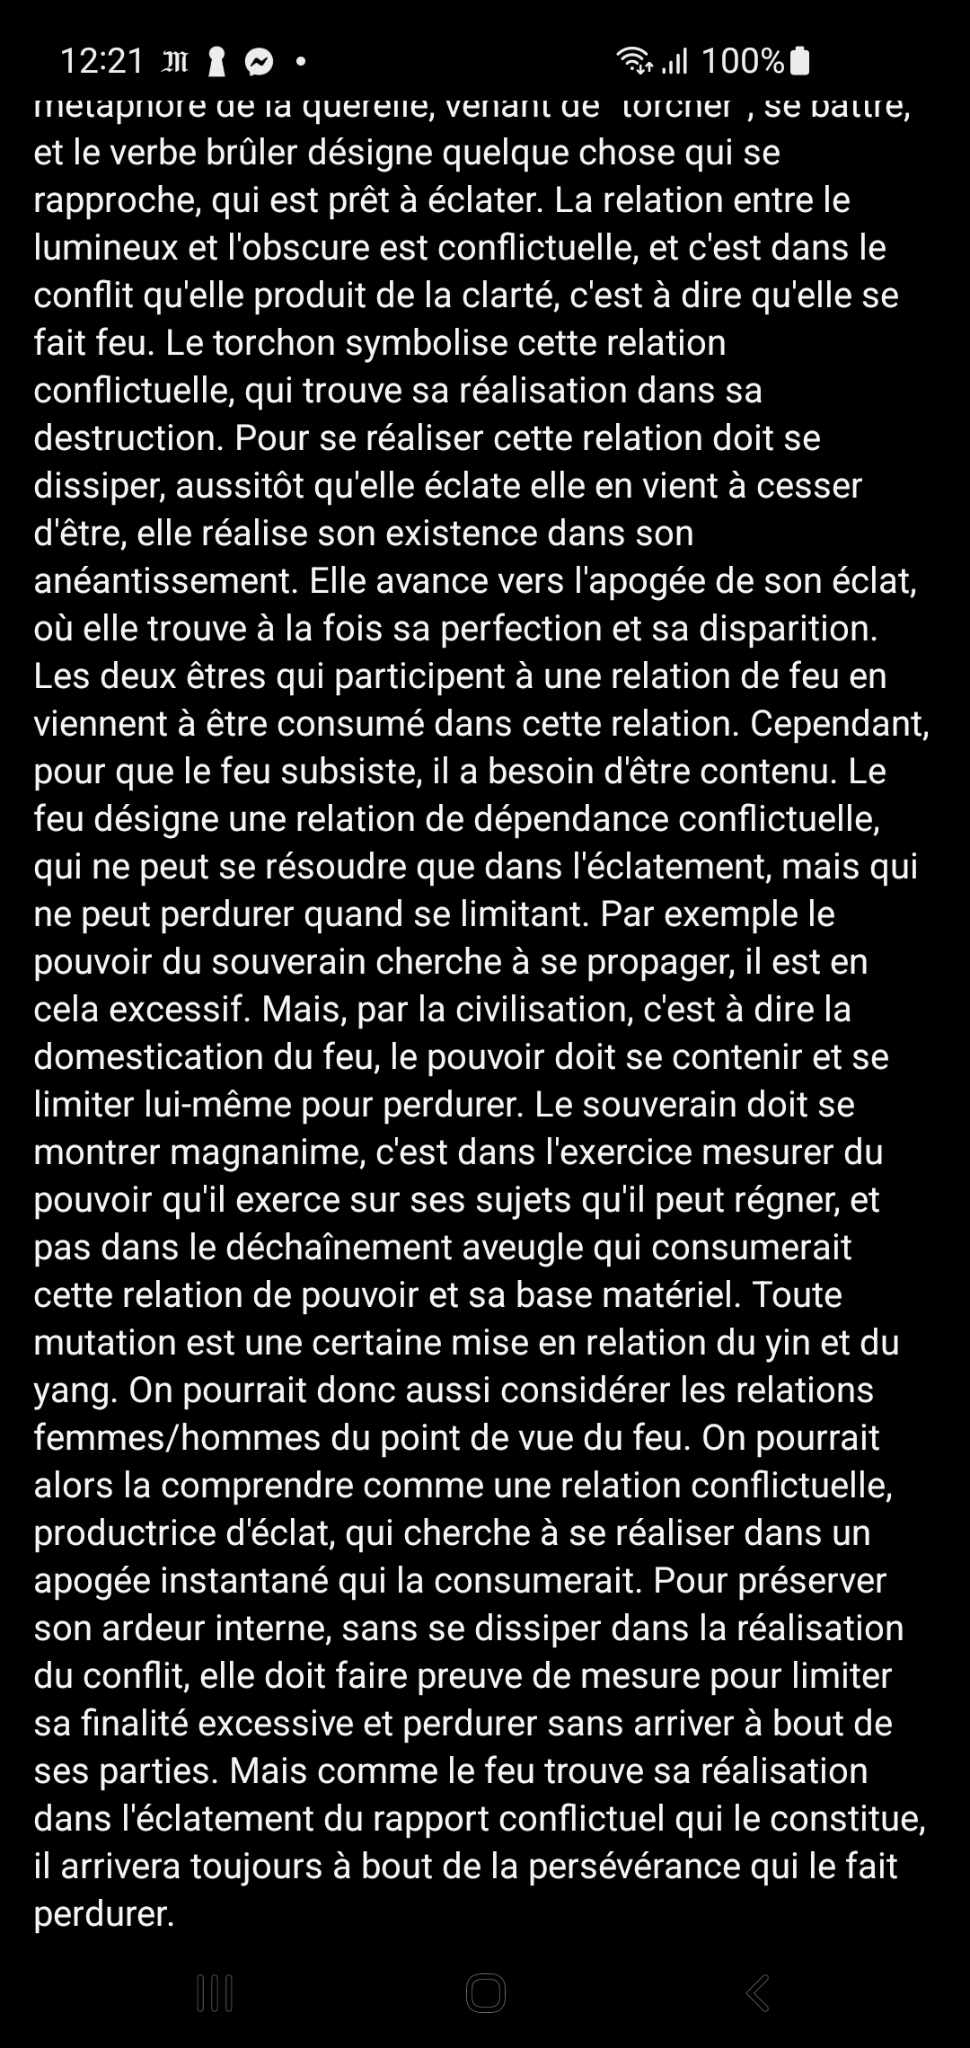 12:21 100%
métaphore de la querelle, venant de "torcher", se battre,
et le verbe brûler désigne quelque chose qui se
rapproche, qui est prêt à éclater. La relation entre le
lumineux et l'obscure est conflictuelle, et c'est dans le
conflit qu'elle produit de la clarté, c'est à dire qu'elle se
fait feu. Le torchon symbolise cette relation
conflictuelle, qui trouve sa réalisation dans sa
destruction. Pour se réaliser cette relation doit se
dissiper, aussitôt qu'elle éclate elle en vient à cesser
d'être, elle réalise son existence dans son
anéantissement. Elle avance vers l'apogée de son éclat,
où elle trouve à la fois sa perfection et sa disparition.
Les deux êtres qui participent à une relation de feu en
viennent à être consumé dans cette relation. Cependant,
pour que le feu subsiste, il a besoin d'être contenu. Le
feu désigne une relation de dépendance conflictuelle,
qui ne peut se résoudre que dans l'éclatement, mais qui
ne peut perdurer quand se limitant. Par exemple le
pouvoir du souverain cherche à se propager, il est en
cela excessif. Mais, par la civilisation, c'est à dire la
domestication du feu, le pouvoir doit se contenir et se
limiter lui-même pour perdurer. Le souverain doit se
montrer magnanime, c'est dans l'exercice mesurer du
pouvoir qu'il exerce sur ses sujets qu'il peut régner, et
pas dans le déchaînement aveugle qui consumerait
cette relation de pouvoir et sa base matériel. Toute
mutation est une certaine mise en relation du yin et du
yang. On pourrait donc aussi considérer les relations
femmes/hommes du point de vue du feu. On pourrait
alors la comprendre comme une relation conflictuelle,
productrice d'éclat, qui cherche à se réaliser dans un
apogée instantané qui la consumerait. Pour préserver
son ardeur interne, sans se dissiper dans la réalisation
du conflit, elle doit faire preuve de mesure pour limiter
sa finalité excessive et perdurer sans arriver à bout de
ses parties. Mais comme le feu trouve sa réalisation
dans l'éclatement du rapport conflictuel qui le constitue,
il arrivera toujours à bout de la persévérance qui le fait
perdurer.